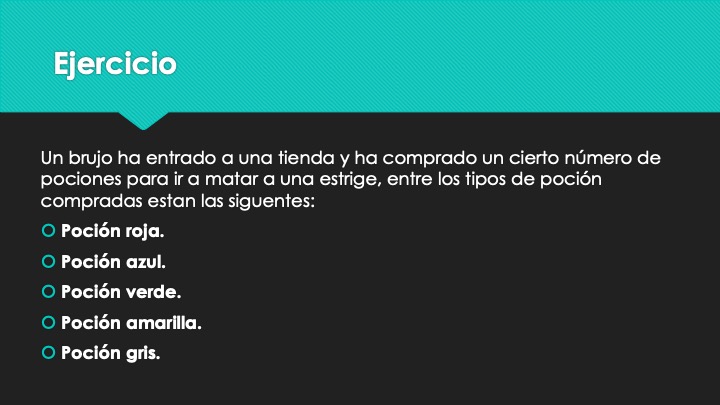 Ejercicio
Un brujo ha entrado a una tienda y ha comprado un cierto número de
pociones para ir a matar a una estrige, entre los tipos de poción
compradas estan las siguentes:
Poción roja.
Poción azul.
Poción verde.
Poción amarilla.
Poción gris.